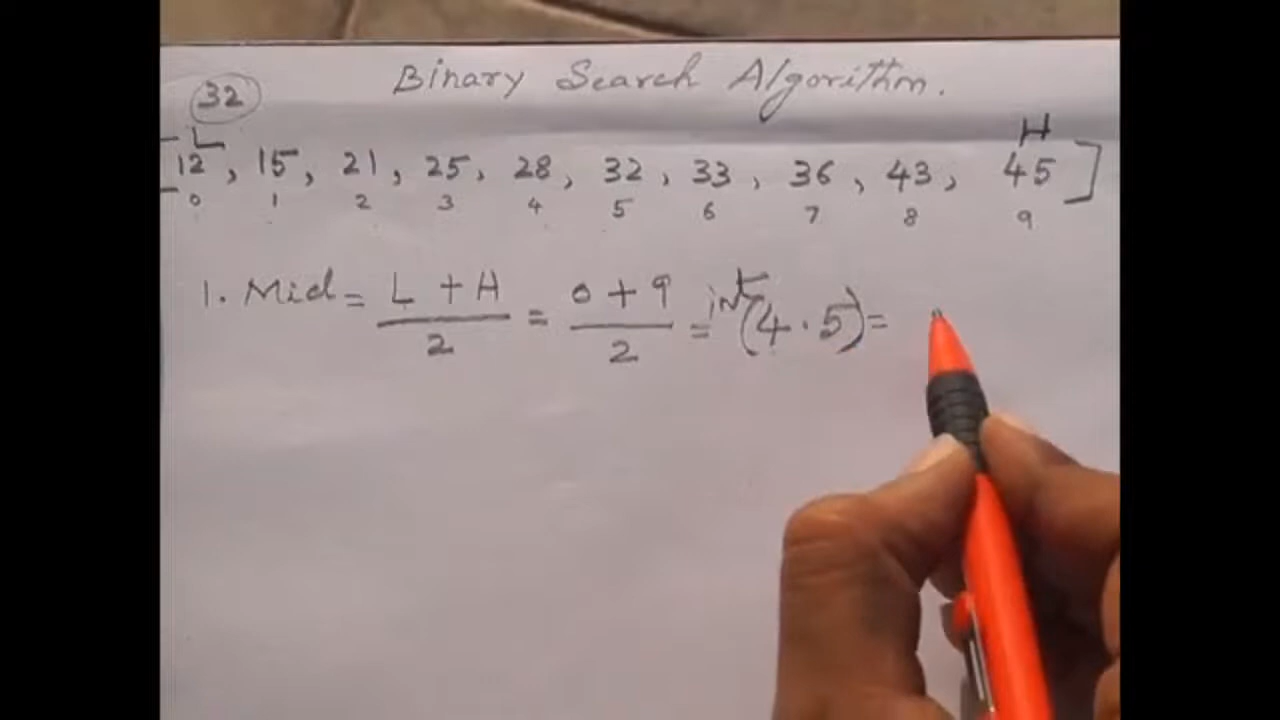 Binary Search Algorithm.
32
L H
[12, 15, 21, 25, 28, 32, 33, 36, 43, 45]
0 1 2 3 4 5 6 7 8 9
1. Mid = L + H / 2 = 0 + 9 / 2 = int(4.5) =